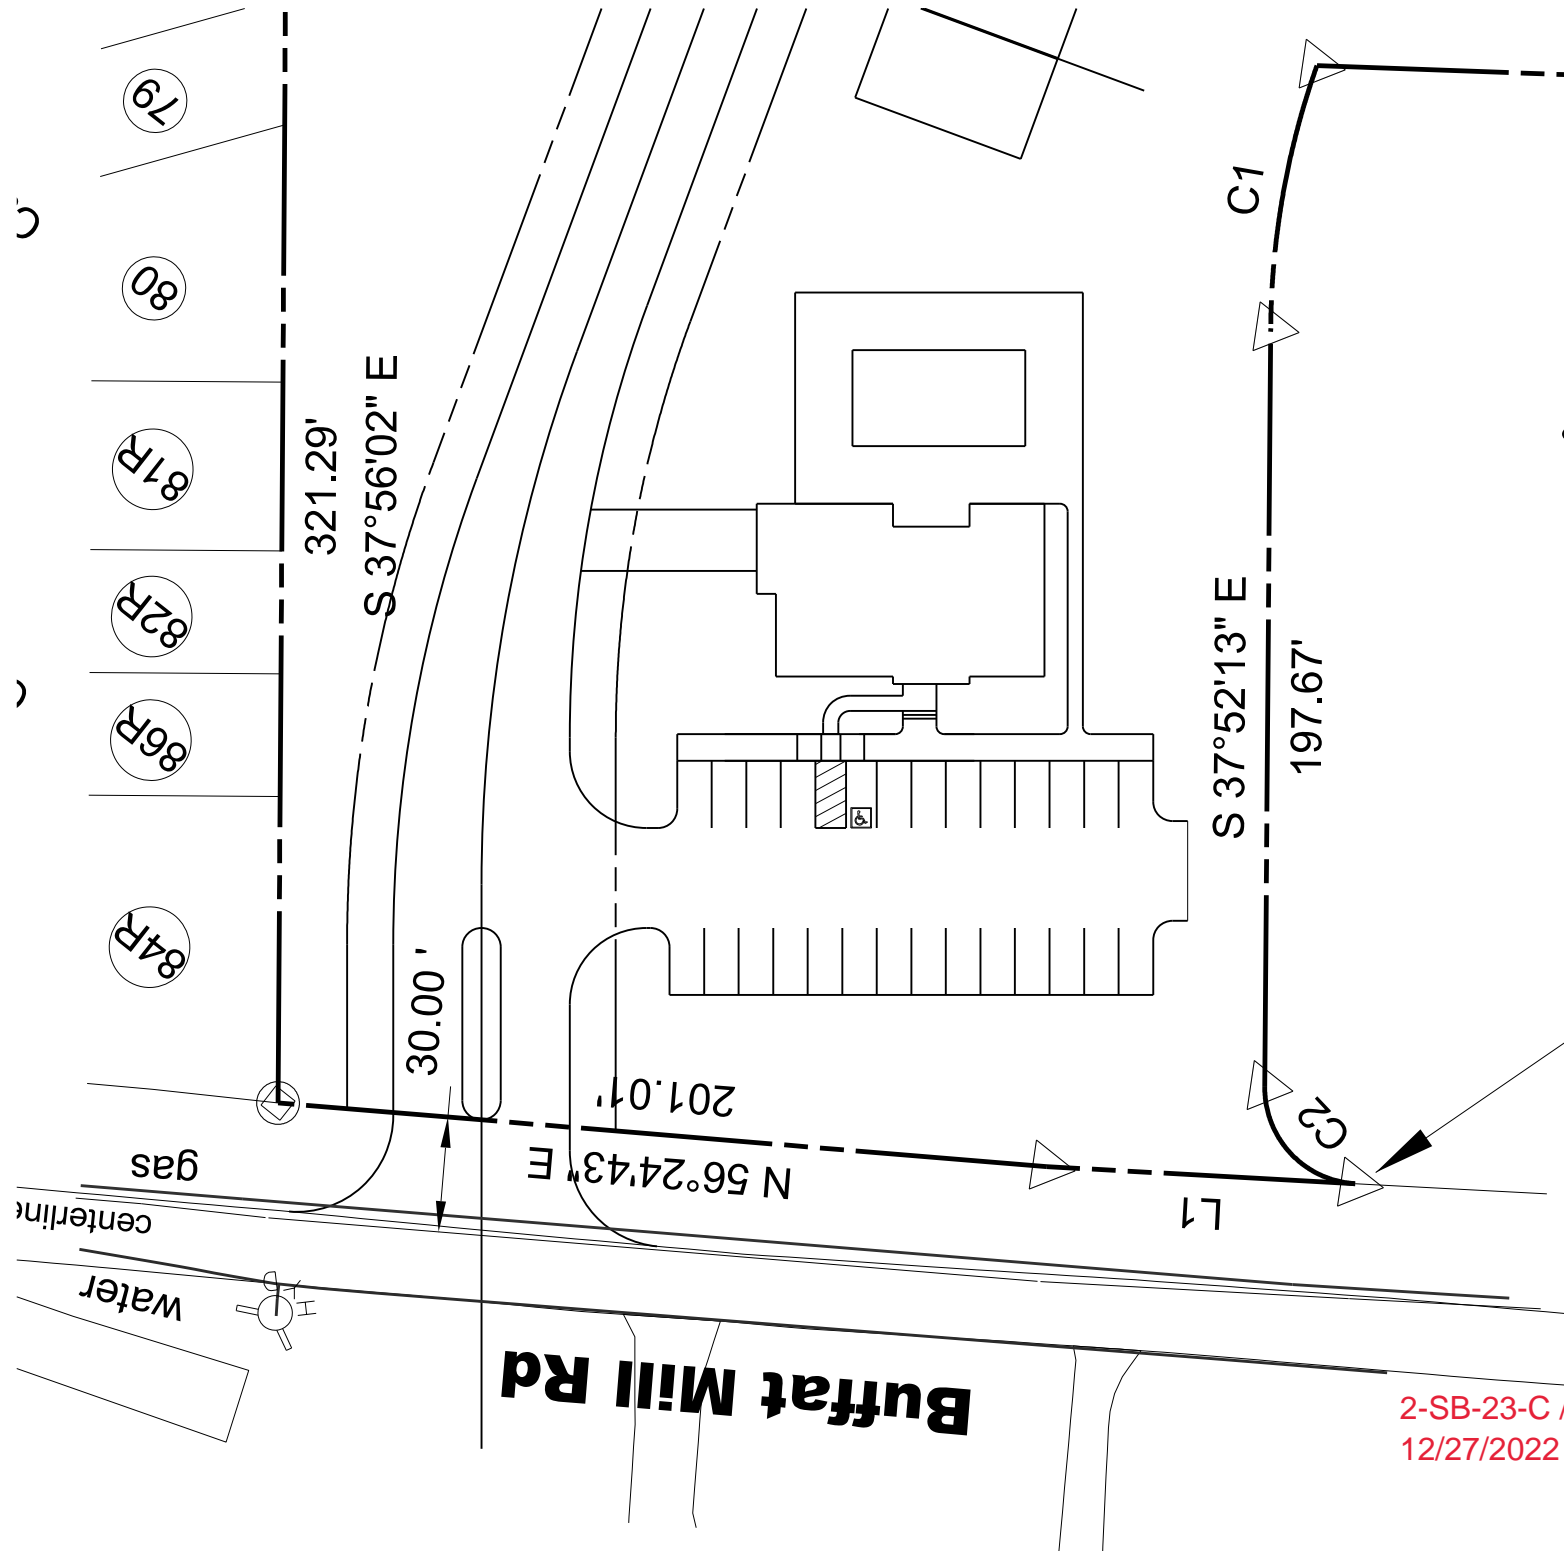 79
80
81R
82R
86R
84R
321.29'
S 37°56'02" E
C1
S 37°52'13" E
197.67'
30.00 '
201.01'
N 56°24'43" E
C2
L1
gas
water
Buffat Mill Rd
2-SB-23-C /
12/27/2022